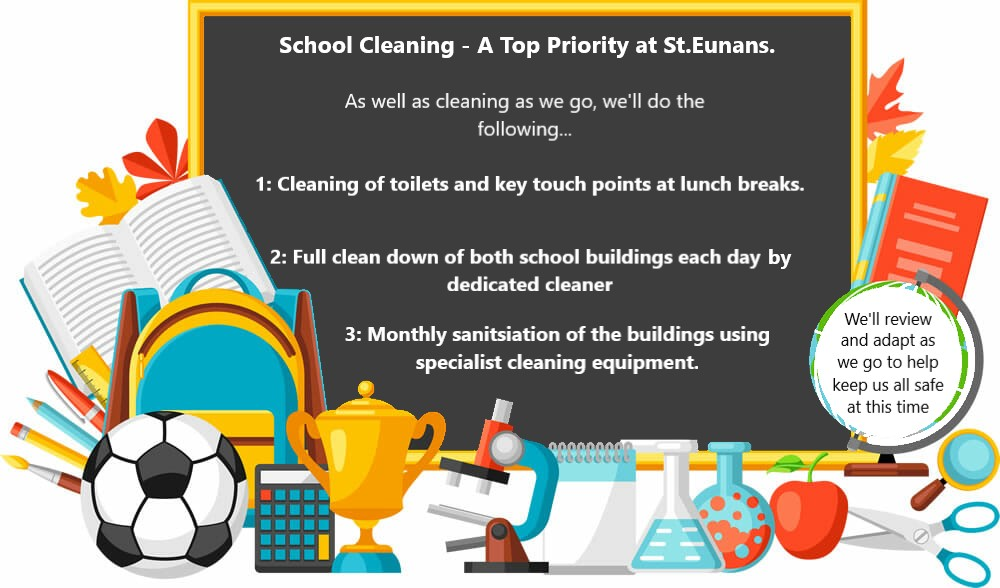 School Cleaning - A Top Priority at St.Eunans.
As well as cleaning as we go, we'll do the
following...
1: Cleaning of toilets and key touch points at lunch breaks.
2: Full clean down of both school buildings each day by
dedicated cleaner
3: Monthly sanitsiation of the buildings using
specialist cleaning equipment.
We'll review
and adapt as
we go to help
keep us all safe
at this time